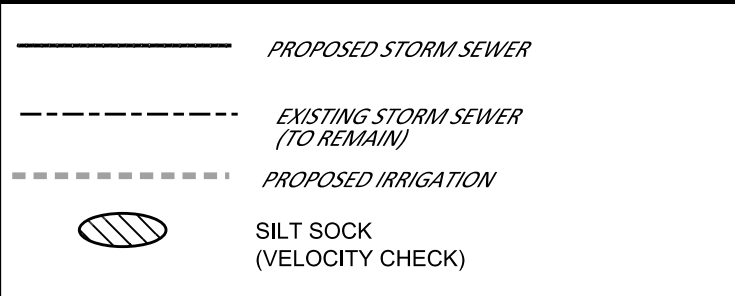 PROPOSED STORM SEWER
EXISTING STORM SEWER
(TO REMAIN)
PROPOSED IRRIGATION
SILT SOCK
(VELOCITY CHECK)